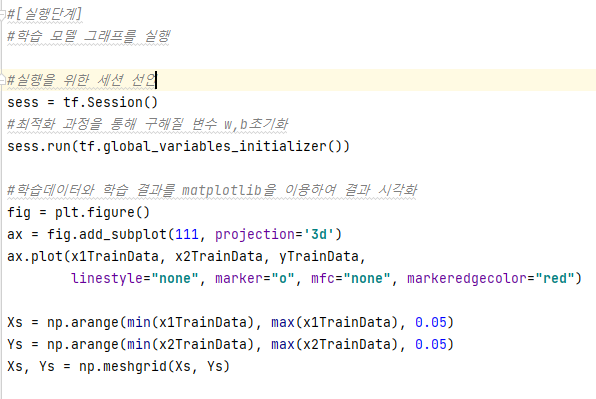 #[실행단계]
#학습 모델 그래프를 실행
#실행을 위한 세션 선언
sess = tf.Session()
#최적화 과정을 통해 구해질 변수 w,b조기화
sess.run(tf.global_variables_initializer())
#학습데이터와 학습 결과를 matplotlib을 이용하여 결과 시각화
fig = plt.figure()
ax = fig.add_subplot(111, projection='3d')
ax.plot(x1TrainData, x2TrainData, yTrainData,
linestyle="none", marker="o", mfc="none", markeredgecolor="red")
Xs = np.arange(min(x1TrainData), max(x1TrainData), 0.05)
Ys = np.arange(min(x2TrainData), max(x2TrainData), 0.05)
Xs, Ys = np.meshgrid(Xs, Ys)